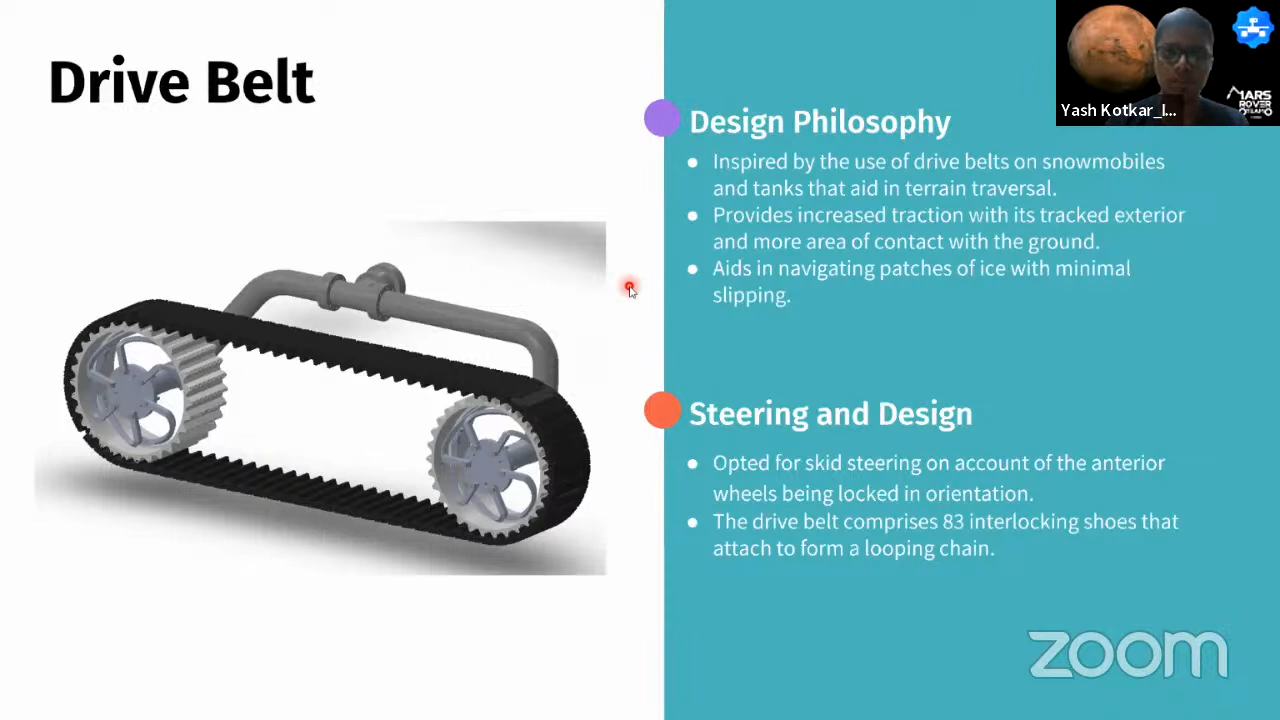 Drive Belt
Design Philosophy
● Inspired by the use of drive belts on snowmobiles
and tanks that aid in terrain traversal.
● Provides increased traction with its tracked exterior
and more area of contact with the ground.
● Aids in navigating patches of ice with minimal
slipping.
Steering and Design
● Opted for skid steering on account of the anterior
wheels being locked in orientation.
● The drive belt comprises 83 interlocking shoes that
attach to form a looping chain.
Yash Kotkar_I...
MARS
ROVER
zoom